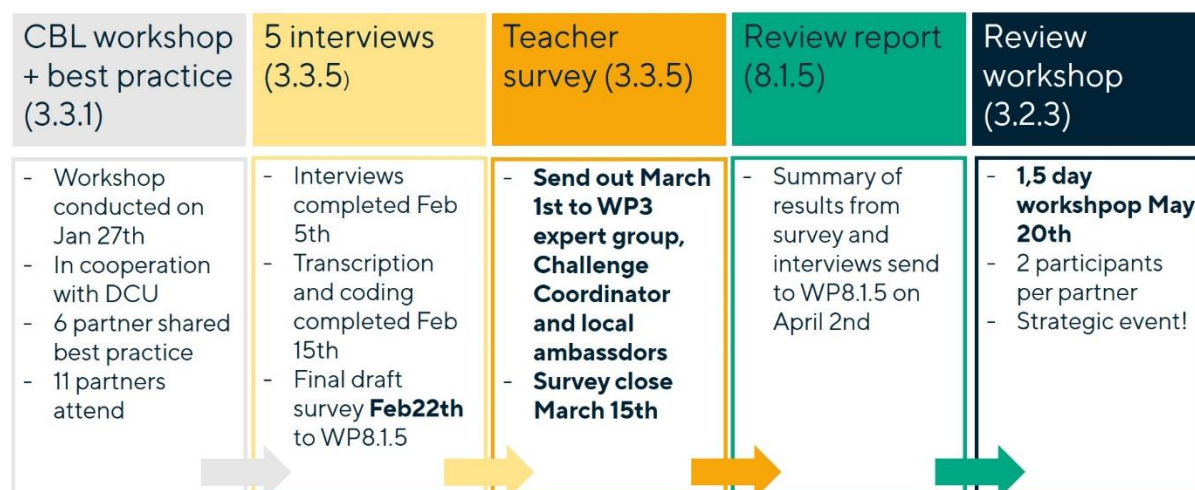 CBL workshop
+ best practice
(3.3.1)
- Workshop
conducted on
Jan 27th
- In cooperation
with DCU
- 6 partner shared
best practice
- 11 partners
attend
5 interviews
(3.3.5)
- Interviews
completed Feb
5th
- Transcription
and coding
completed Feb
15th
- Final draft
survey Feb22th
to WP8.1.5
Teacher
survey (3.3.5)
- Send out March
1st to WP3
expert group,
Challenge
Coordinator
and local
ambassdors
- Survey close
March 15th
Review report
(8.1.5)
- Summary of
results from
survey and
interviews send
to WP8.1.5 on
April 2nd
Review
workshop
(3.2.3)
- 1,5 day
workshpop May
20th
- 2 participants
per partner
- Strategic event!